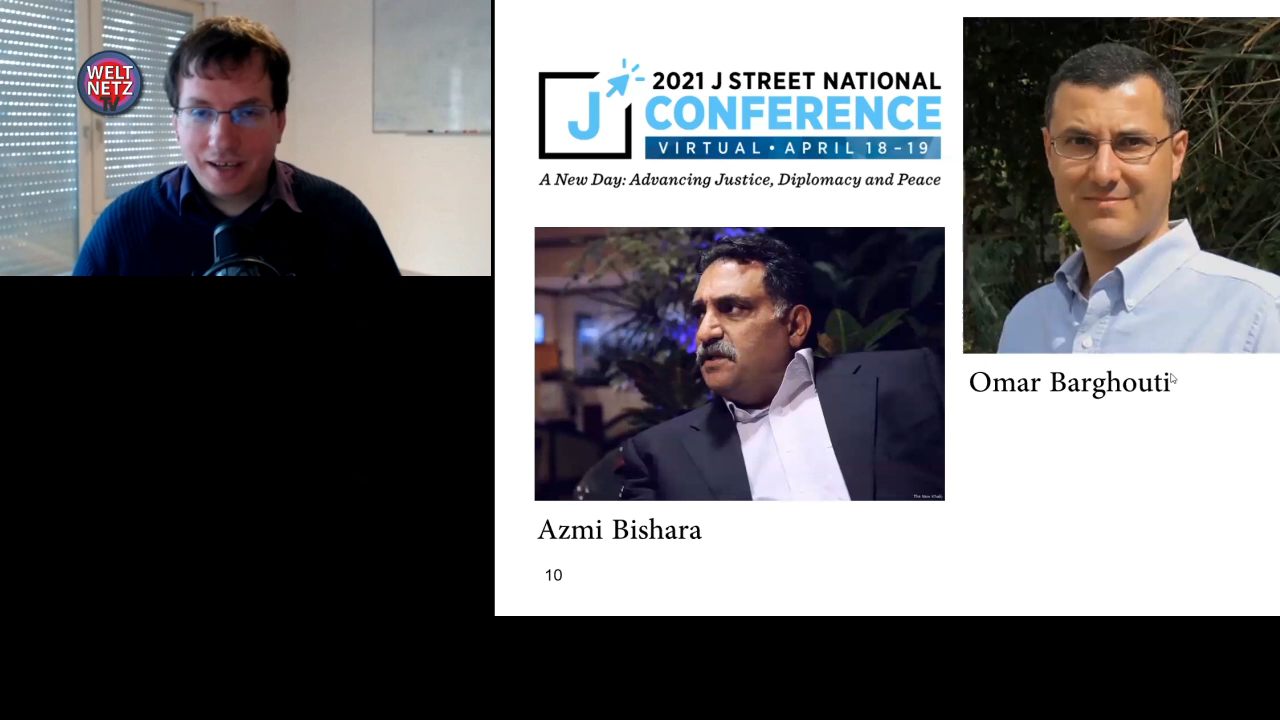 WELT
NETZ
TV
J
2021 J STREET NATIONAL
CONFERENCE
VIRTUAL • APRIL 18-19
A New Day: Advancing Justice, Diplomacy and Peace
Omar Barghouti
Azmi Bishara
10